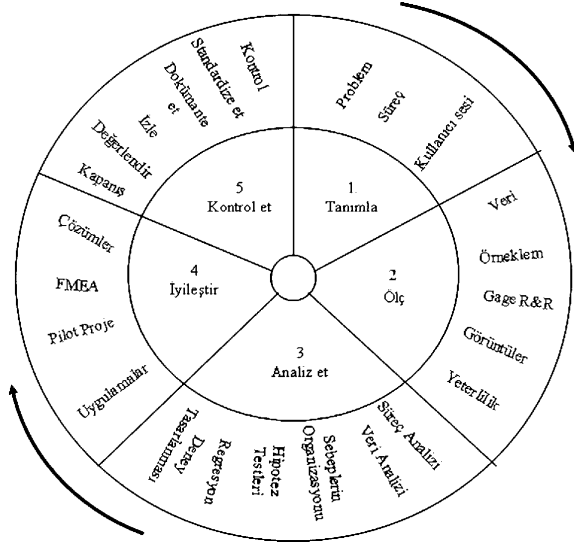 1
Tanımla
Problem
Süreç
Kullanıcı sesi
2
Ölç
Veri
Örneklem
Gage R&R
Görüntüler
Yeterlilik
3
Analiz et
Süreç Analizi
Veri Analizi
Sebeplerin
Organizasyonu
Hipotez
Testleri
Regresyon
Deney
Tasarlanması
4
İyileştir
Uygulamalar
Pilot Proje
FMEA
Çözümler
5
Kontrol et
Kapanış
Değerlendir
İzle
Dokümante
et
Standardize et
Kontrol